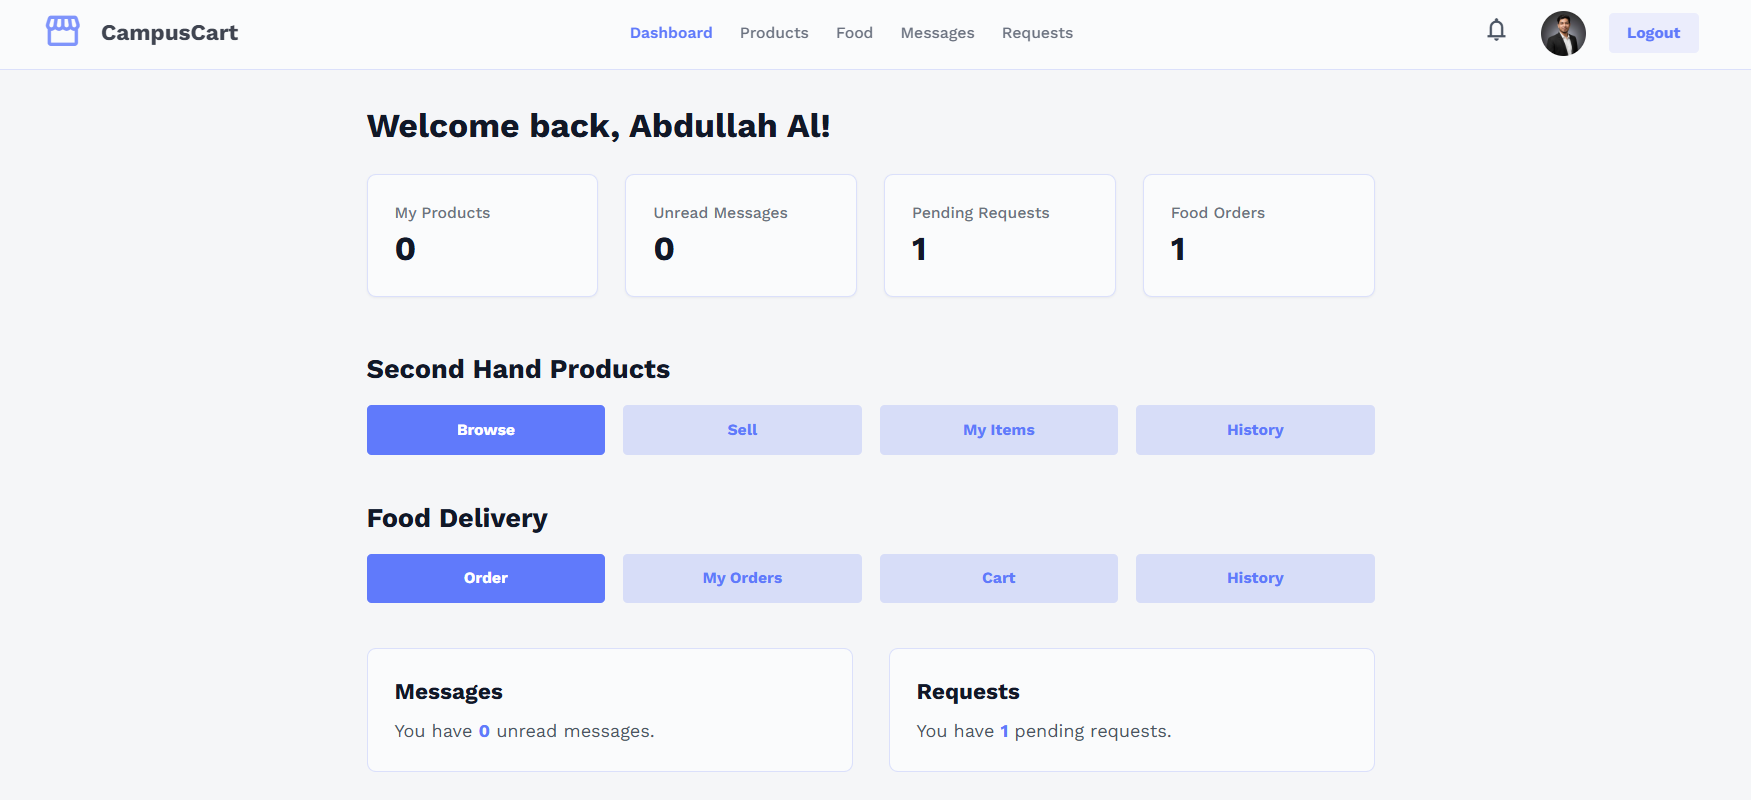 CampusCart
Dashboard Products Food Messages Requests
Logout
Welcome back, Abdullah Al!
My Products
0
Unread Messages
0
Pending Requests
1
Food Orders
1
Second Hand Products
Browse Sell My Items History
Food Delivery
Order My Orders Cart History
Messages
You have 0 unread messages.
Requests
You have 1 pending requests.